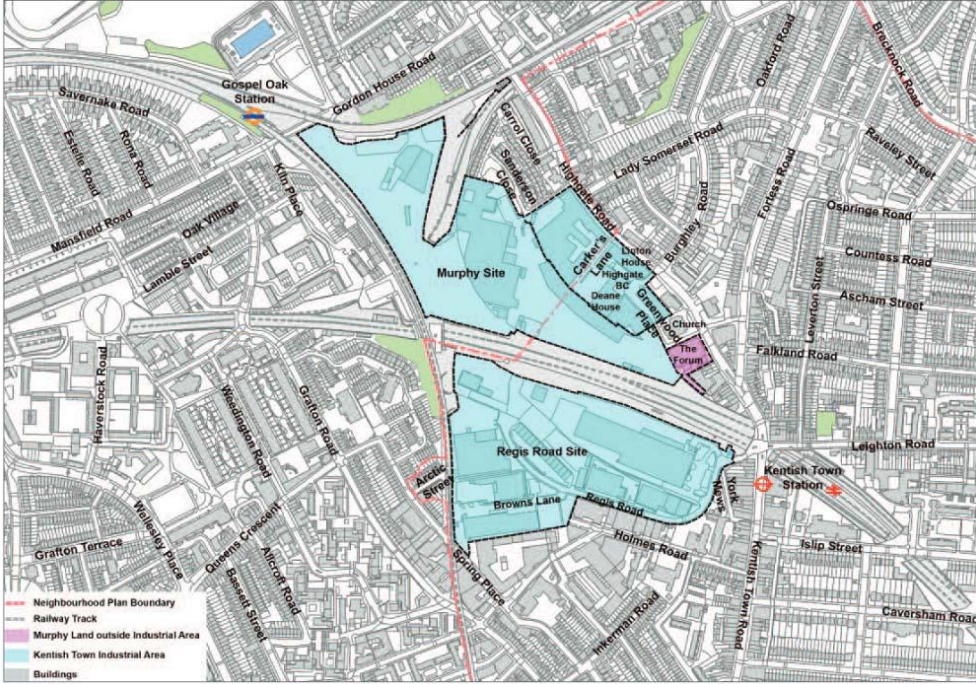 Gospel Oak
Station
Gordon House Road
Savernake Road
Estelle Road
Rona Road
Mansfield Road
Oak Village
Lamble Street
Kiln Place
Carrol Close
Sanderson
Close
Highgate Road
Lady Somerset Road
Burghley Road
Oakford Road
Fortess Road
Brecknock Road
Raveley Street
Ospringe Road
Countess Road
Ascham Street
Leverton Street
Falkland Road
Leighton Road
Murphy Site
Carker's
Lane
Linton
House
Highgate
BC
Deane
House
Greenwood
Place
Church
The
Forum
Haverstock Road
Weedington Road
Grafton Road
Arctic
Street
Regis Road Site
Browns Lane
Regis Road
York
Mews
Kentish Town
Station
Holmes Road
Islip Street
Kentish Town Road
Caversham Road
Inkerman Road
Spring Place
Queens Crescent
Wellesley Place
Grafton Terrace
Allcroft Road
Bassett Street
Neighbourhood Plan Boundary
Railway Track
Murphy Land outside Industrial Area
Kentish Town Industrial Area
Buildings